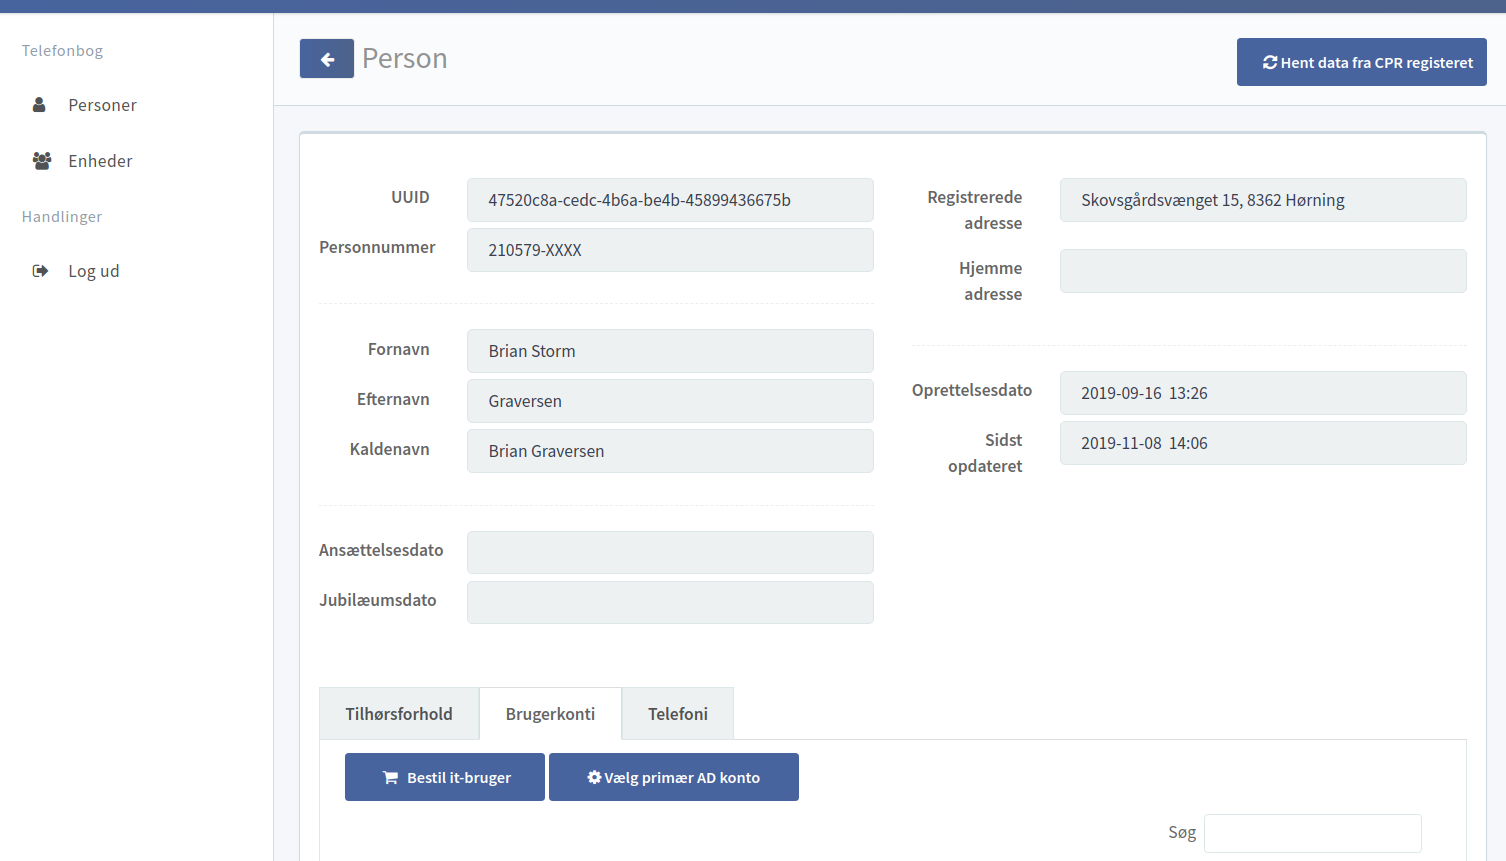 Telefonbog
Personer
Enheder
Handlinger
Log ud
Person
Hent data fra CPR registeret
UUID
47520c8a-cedc-4b6a-be4b-45899436675b
Personnummer
210579-XXXX
Fornavn
Brian Storm
Efternavn
Graversen
Kaldenavn
Brian Graversen
Ansættelsesdato
Jubilæumsdato
Registrerede
adresse
Skovsgårdsvænget 15, 8362 Hørning
Hjemme
adresse
Oprettelsesdato
2019-09-16 13:26
Sidst
opdateret
2019-11-08 14:06
Tilhørsforhold
Brugerkonti
Telefoni
Bestil it-bruger
Vælg primær AD konto
Søg